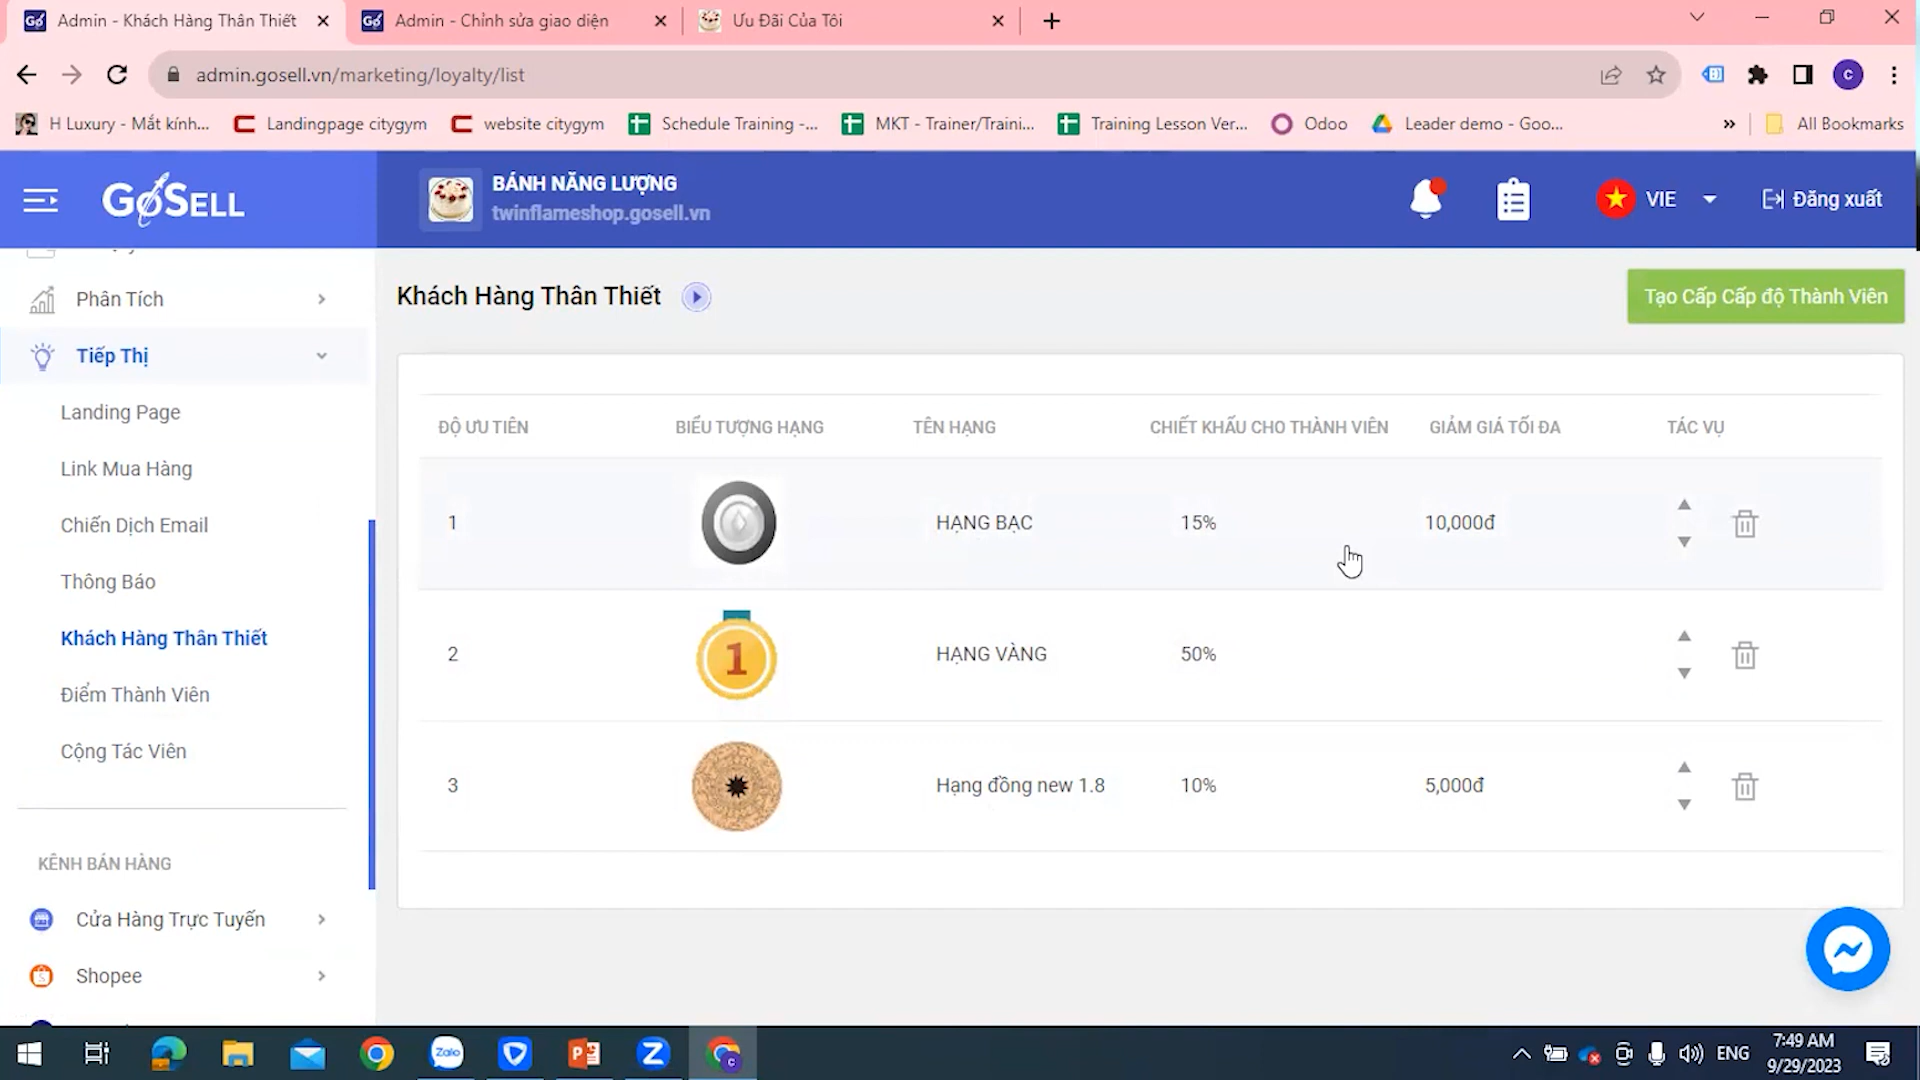 Admin - Khách Hàng Thân Thiết
Admin - Chỉnh sửa giao diện
Ưu Đãi Của Tôi
admin.gosell.vn/marketing/loyalty/list
C
H Luxury - Mắt kính...
Landingpage citygym
website citygym
Schedule Training -...
MKT - Trainer/Traini...
Training Lesson Ver...
Odoo
Leader demo - Goo...
»
All Bookmarks
GOSELL
BÁNH NĂNG LƯỢNG
twinflameshop.gosell.vn
VIE
Đăng xuất
Phân Tích
Tiếp Thị
Landing Page
Link Mua Hàng
Chiến Dịch Email
Thông Báo
Khách Hàng Thân Thiết
Điểm Thành Viên
Cộng Tác Viên
KÊNH BÁN HÀNG
Cửa Hàng Trực Tuyến
Shopee
Khách Hàng Thân Thiết
Tạo Cấp Cấp độ Thành Viên
ĐỘ ƯU TIÊN BIỂU TƯỢNG HẠNG TÊN HẠNG CHIẾT KHẤU CHO THÀNH VIÊN GIẢM GIÁ TỐI ĐA TÁC VỤ
1 HẠNG BẠC 15% 10,000đ
2 1 HẠNG VÀNG 50%
3 Hạng đồng new 1.8 10% 5,000đ
Zalo
ENG
7:49 AM
9/29/2023